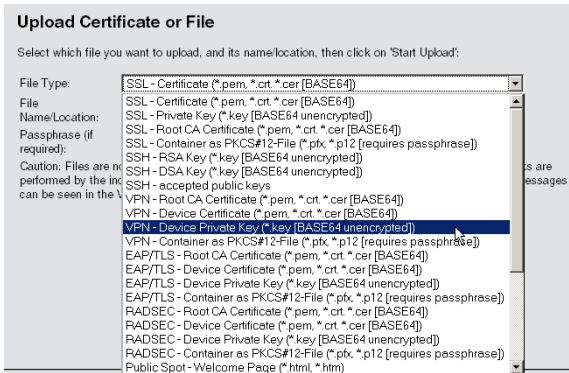 Upload Certificate or File
Select which file you want to upload, and its name/location, then click on 'Start Upload':
File Type:
SSL - Certificate (*.pem, *.crt. *.cer [BASE64])
File
Name/Location:
Passphrase (if
required):
Caution: Files are no
ks are
performed by the ind
essages
can be seen in the V
SSL - Certificate (*.pem, *.crt. *.cer [BASE64])
SSL - Private Key (*.key [BASE64 unencrypted])
SSL - Root CA Certificate (*.pem, *.crt. *.cer [BASE64])
SSL - Container as PKCS#12-File (*.pfx, *.p12 [requires passphrase])
SSH - RSA Key (*.key [BASE64 unencrypted])
SSH - DSA Key (*.key [BASE64 unencrypted])
SSH - accepted public keys
VPN - Root CA Certificate (*.pem, *.crt. *.cer [BASE64])
VPN - Device Certificate (*.pem, *.crt. *.cer [BASE64])
VPN - Device Private Key (*.key [BASE64 unencrypted])
VPN - Container as PKCS#12-File (*.pfx, *.p12 [requires passphrase])
EAP/TLS - Root CA Certificate (*.pem, *.crt. *.cer [BASE64])
EAP/TLS - Device Certificate (*.pem, *.crt. *.cer [BASE64])
EAP/TLS - Device Private Key (*.key [BASE64 unencrypted])
EAP/TLS - Container as PKCS#12-File (*.pfx, *.p12 [requires passphrase])
RADSEC - Root CA Certificate (*.pem, *.crt. *.cer [BASE64])
RADSEC - Device Certificate (*.pem, *.crt. *.cer [BASE64])
RADSEC - Device Private Key (*.key [BASE64 unencrypted])
RADSEC - Container as PKCS#12-File (*.pfx, *.p12 [requires passphrase])
Public Spot - Welcome Page (*.html, *.htm)